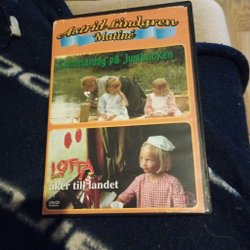 Astrid Lindgren
Matiné
Sommardag på Junibacken
LOTTA
åker till landet
DVD